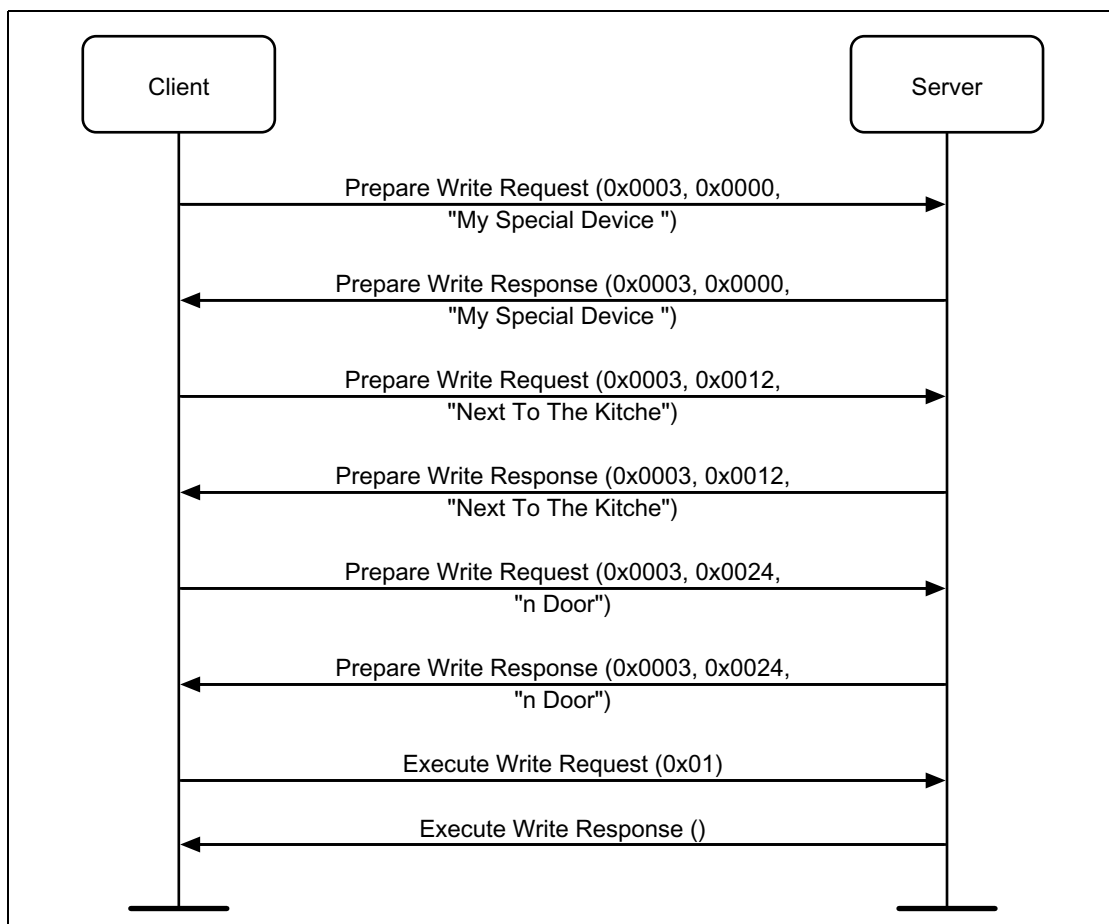 Client
Server
Prepare Write Request (0x0003, 0x0000,
"My Special Device ")
Prepare Write Response (0x0003, 0x0000,
"My Special Device ")
Prepare Write Request (0x0003, 0x0012,
"Next To The Kitche")
Prepare Write Response (0x0003, 0x0012,
"Next To The Kitche")
Prepare Write Request (0x0003, 0x0024,
"n Door")
Prepare Write Response (0x0003, 0x0024,
"n Door")
Execute Write Request (0x01)
Execute Write Response ()